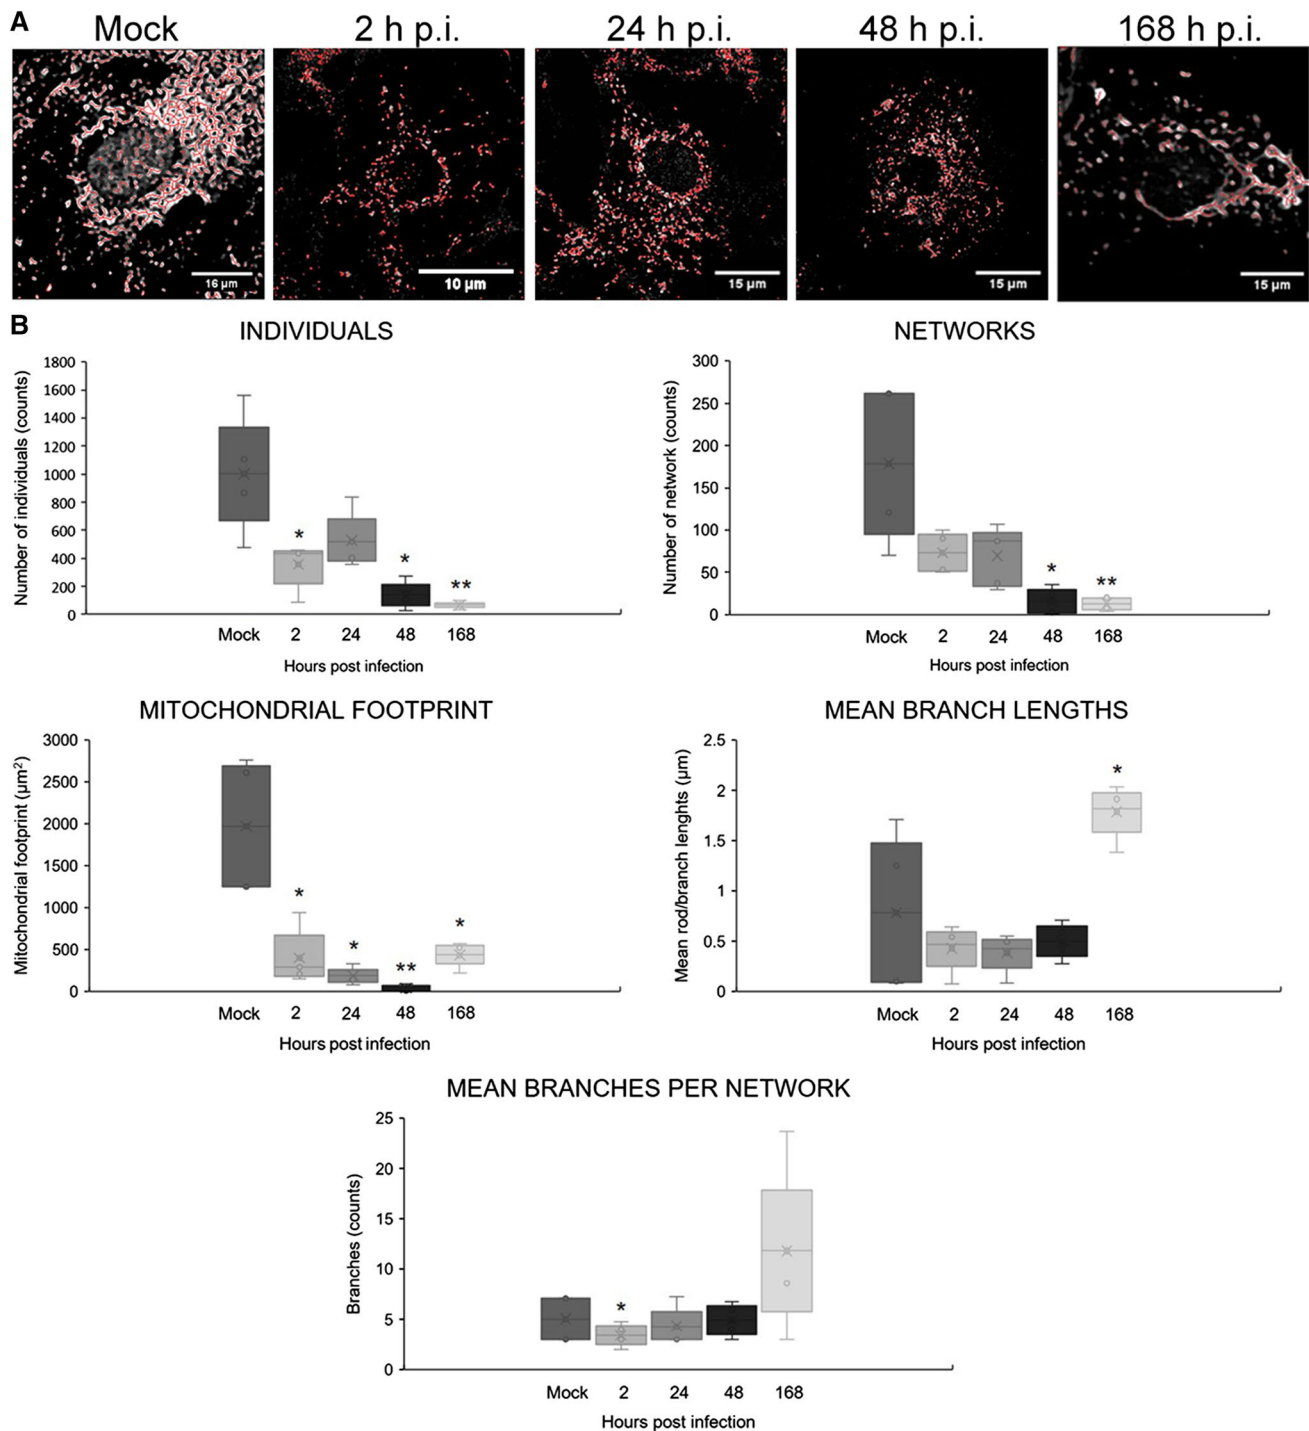 A
Mock 2 h p.i. 24 h p.i. 48 h p.i. 168 h p.i.
16 µm 10 µm 15 µm 15 µm 15 µm
B
INDIVIDUALS
Number of individuals (counts)
1800
1600
1400
1200
1000
800
600
400
200
0
*
*
**
Mock 2 24 48 168
Hours post infection
NETWORKS
Number of network (counts)
300
250
200
150
100
50
0
*
**
Mock 2 24 48 168
Hours post infection
MITOCHONDRIAL FOOTPRINT
Mitochondrial footprint (µm²)
3000
2500
2000
1500
1000
500
0
*
*
**
*
Mock 2 24 48 168
Hours post infection
MEAN BRANCH LENGTHS
Mean rod/branch lenghts (µm)
2.5
2
1.5
1
0.5
0
*
Mock 2 24 48 168
Hours post infection
MEAN BRANCHES PER NETWORK
Branches (counts)
25
20
15
10
5
0
*
Mock 2 24 48 168
Hours post infection